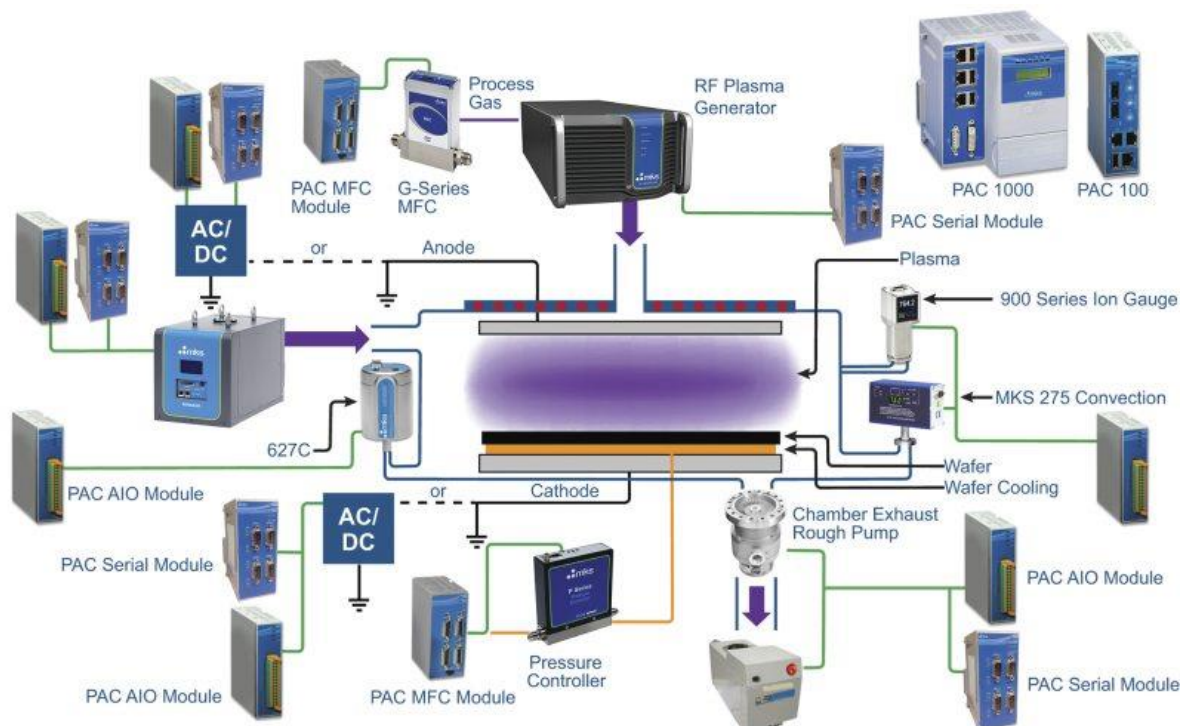 Process
Gas
RF Plasma
Generator
PAC MFC
Module
G-Series
MFC
PAC 1000
PAC 100
PAC Serial Module
AC/
DC
or
Anode
Plasma
900 Series Ion Gauge
mks
mks
MKS 275 Convection
627C
PAC AIO Module
Wafer
Wafer Cooling
or
Cathode
AC/
DC
Chamber Exhaust
Rough Pump
PAC Serial Module
PAC AIO Module
mks
PAC AIO Module
PAC MFC Module
Pressure
Controller
PAC Serial Module